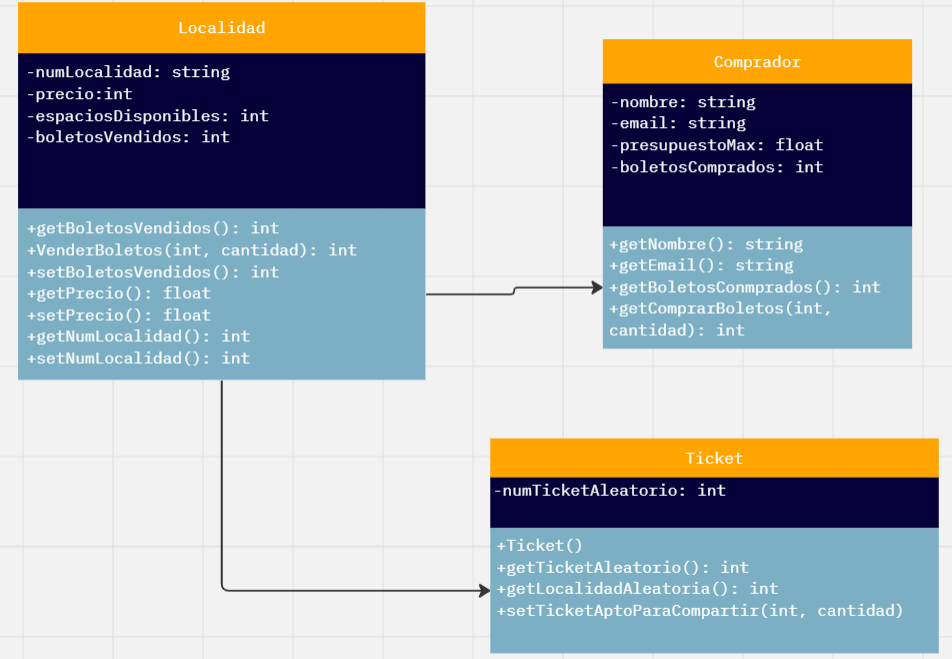 Localidad
-numLocalidad: string
-precio:int
-espaciosDisponibles: int
-boletosVendidos: int
+getBoletosVendidos(): int
+VenderBoletos(int, cantidad): int
+setBoletosVendidos(): int
+getPrecio(): float
+setPrecio(): float
+getNumLocalidad(): int
+setNumLocalidad(): int
Comprador
-nombre: string
-email: string
-presupuestoMax: float
-boletosComprados: int
+getNombre(): string
+getEmail(): string
+getBoletosConmprados(): int
+getComprarBoletos(int,
cantidad): int
Ticket
-numTicketAleatorio: int
+Ticket()
+getTicketAleatorio(): int
+getLocalidadAleatoria(): int
+setTicketAptoParaCompartir(int, cantidad)